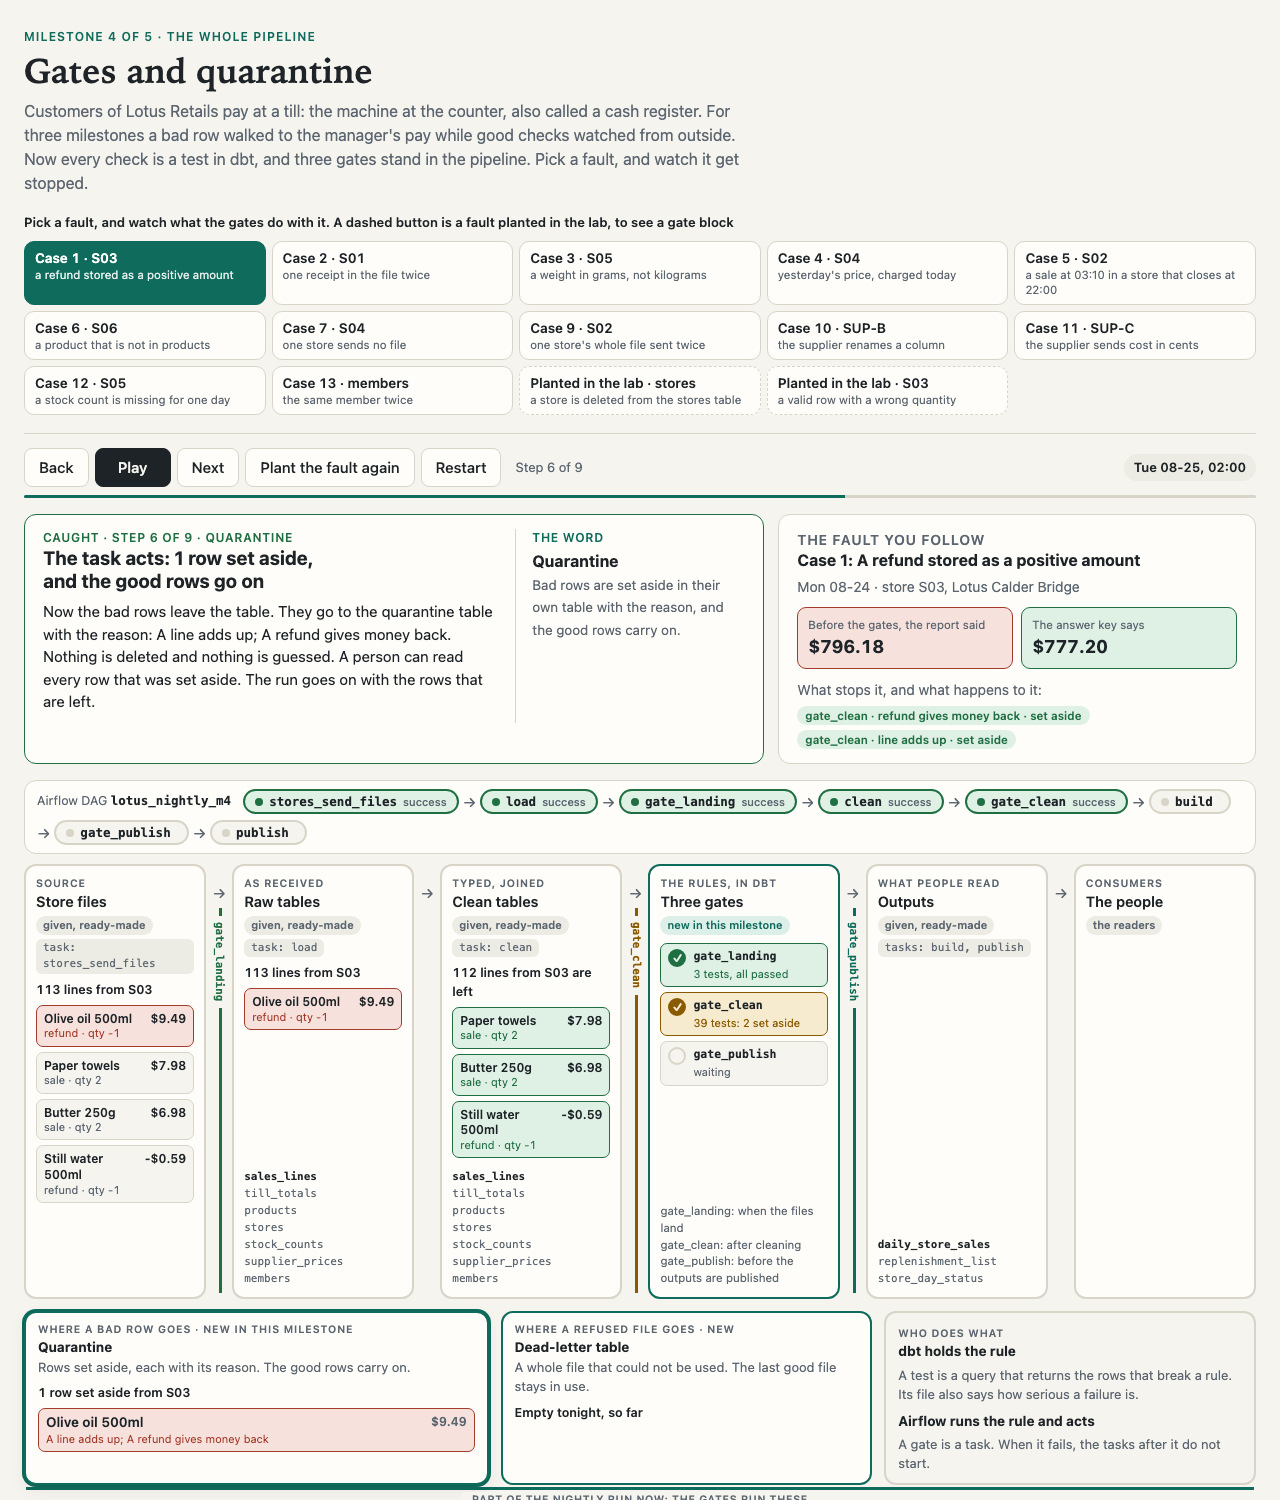 MILESTONE 4 OF 5 · THE WHOLE PIPELINE
Gates and quarantine
Customers of Lotus Retails pay at a till: the machine at the counter, also called a cash register. For
three milestones a bad row walked to the manager's pay while good checks watched from outside.
Now every check is a test in dbt, and three gates stand in the pipeline. Pick a fault, and watch it get
stopped.
Pick a fault, and watch what the gates do with it. A dashed button is a fault planted in the lab, to see a gate block
Case 1 · S03
a refund stored as a positive amount
Case 2 · S01
one receipt in the file twice
Case 3 · S05
a weight in grams, not kilograms
Case 4 · S04
yesterday's price, charged today
Case 5 · S02
a sale at 03:10 in a store that closes at
22:00
Case 6 · S06
a product that is not in products
Case 7 · S04
one store sends no file
Case 9 · S02
one store's whole file sent twice
Case 10 · SUP-B
the supplier renames a column
Case 11 · SUP-C
the supplier sends cost in cents
Case 12 · S05
a stock count is missing for one day
Case 13 · members
the same member twice
Planted in the lab · stores
a store is deleted from the stores table
Planted in the lab · S03
a valid row with a wrong quantity
Back
Play
Next
Plant the fault again
Restart
Step 6 of 9
Tue 08-25, 02:00
CAUGHT · STEP 6 OF 9 · QUARANTINE
The task acts: 1 row set aside,
and the good rows go on
Now the bad rows leave the table. They go to the quarantine table
with the reason: A line adds up; A refund gives money back.
Nothing is deleted and nothing is guessed. A person can read
every row that was set aside. The run goes on with the rows that
are left.
THE WORD
Quarantine
Bad rows are set aside in their
own table with the reason, and
the good rows carry on.
THE FAULT YOU FOLLOW
Case 1: A refund stored as a positive amount
Mon 08-24 · store S03, Lotus Calder Bridge
Before the gates, the report said
$796.18
The answer key says
$777.20
What stops it, and what happens to it:
gate_clean · refund gives money back · set aside
gate_clean · line adds up · set aside
Airflow DAG lotus_nightly_m4
stores_send_files success
→ load success
→ gate_landing success
→ clean success
→ gate_clean success
→ build
→ gate_publish
→ publish
SOURCE
Store files
given, ready-made
task:
stores_send_files
113 lines from S03
Olive oil 500ml $9.49
refund · qty -1
Paper towels $7.98
sale · qty 2
Butter 250g $6.98
sale · qty 2
Still water -$0.59
500ml
refund · qty -1
→
gate_landing
AS RECEIVED
Raw tables
given, ready-made
task: load
113 lines from S03
Olive oil 500ml $9.49
refund · qty -1
sales_lines
till_totals
products
stores
stock_counts
supplier_prices
members
→
TYPED, JOINED
Clean tables
given, ready-made
task: clean
112 lines from S03 are
left
Paper towels $7.98
sale · qty 2
Butter 250g $6.98
sale · qty 2
Still water -$0.59
500ml
refund · qty -1
sales_lines
till_totals
products
stores
stock_counts
supplier_prices
members
→
gate_clean
THE RULES, IN DBT
Three gates
new in this milestone
gate_landing
3 tests, all passed
gate_clean
39 tests: 2 set aside
gate_publish
waiting
gate_landing: when the files
land
gate_clean: after cleaning
gate_publish: before the
outputs are published
→
gate_publish
WHAT PEOPLE READ
Outputs
given, ready-made
tasks: build, publish
daily_store_sales
replenishment_list
store_day_status
→
CONSUMERS
The people
the readers
WHERE A BAD ROW GOES · NEW IN THIS MILESTONE
Quarantine
Rows set aside, each with its reason. The good rows carry on.
1 row set aside from S03
Olive oil 500ml $9.49
A line adds up; A refund gives money back
WHERE A REFUSED FILE GOES · NEW
Dead-letter table
A whole file that could not be used. The last good file
stays in use.
Empty tonight, so far
WHO DOES WHAT
dbt holds the rule
A test is a query that returns the rows that break a rule.
Its file also says how serious a failure is.
Airflow runs the rule and acts
A gate is a task. When it fails, the tasks after it do not
start.
PART OF THE NIGHTLY RUN NOW: THE GATES RUN THESE